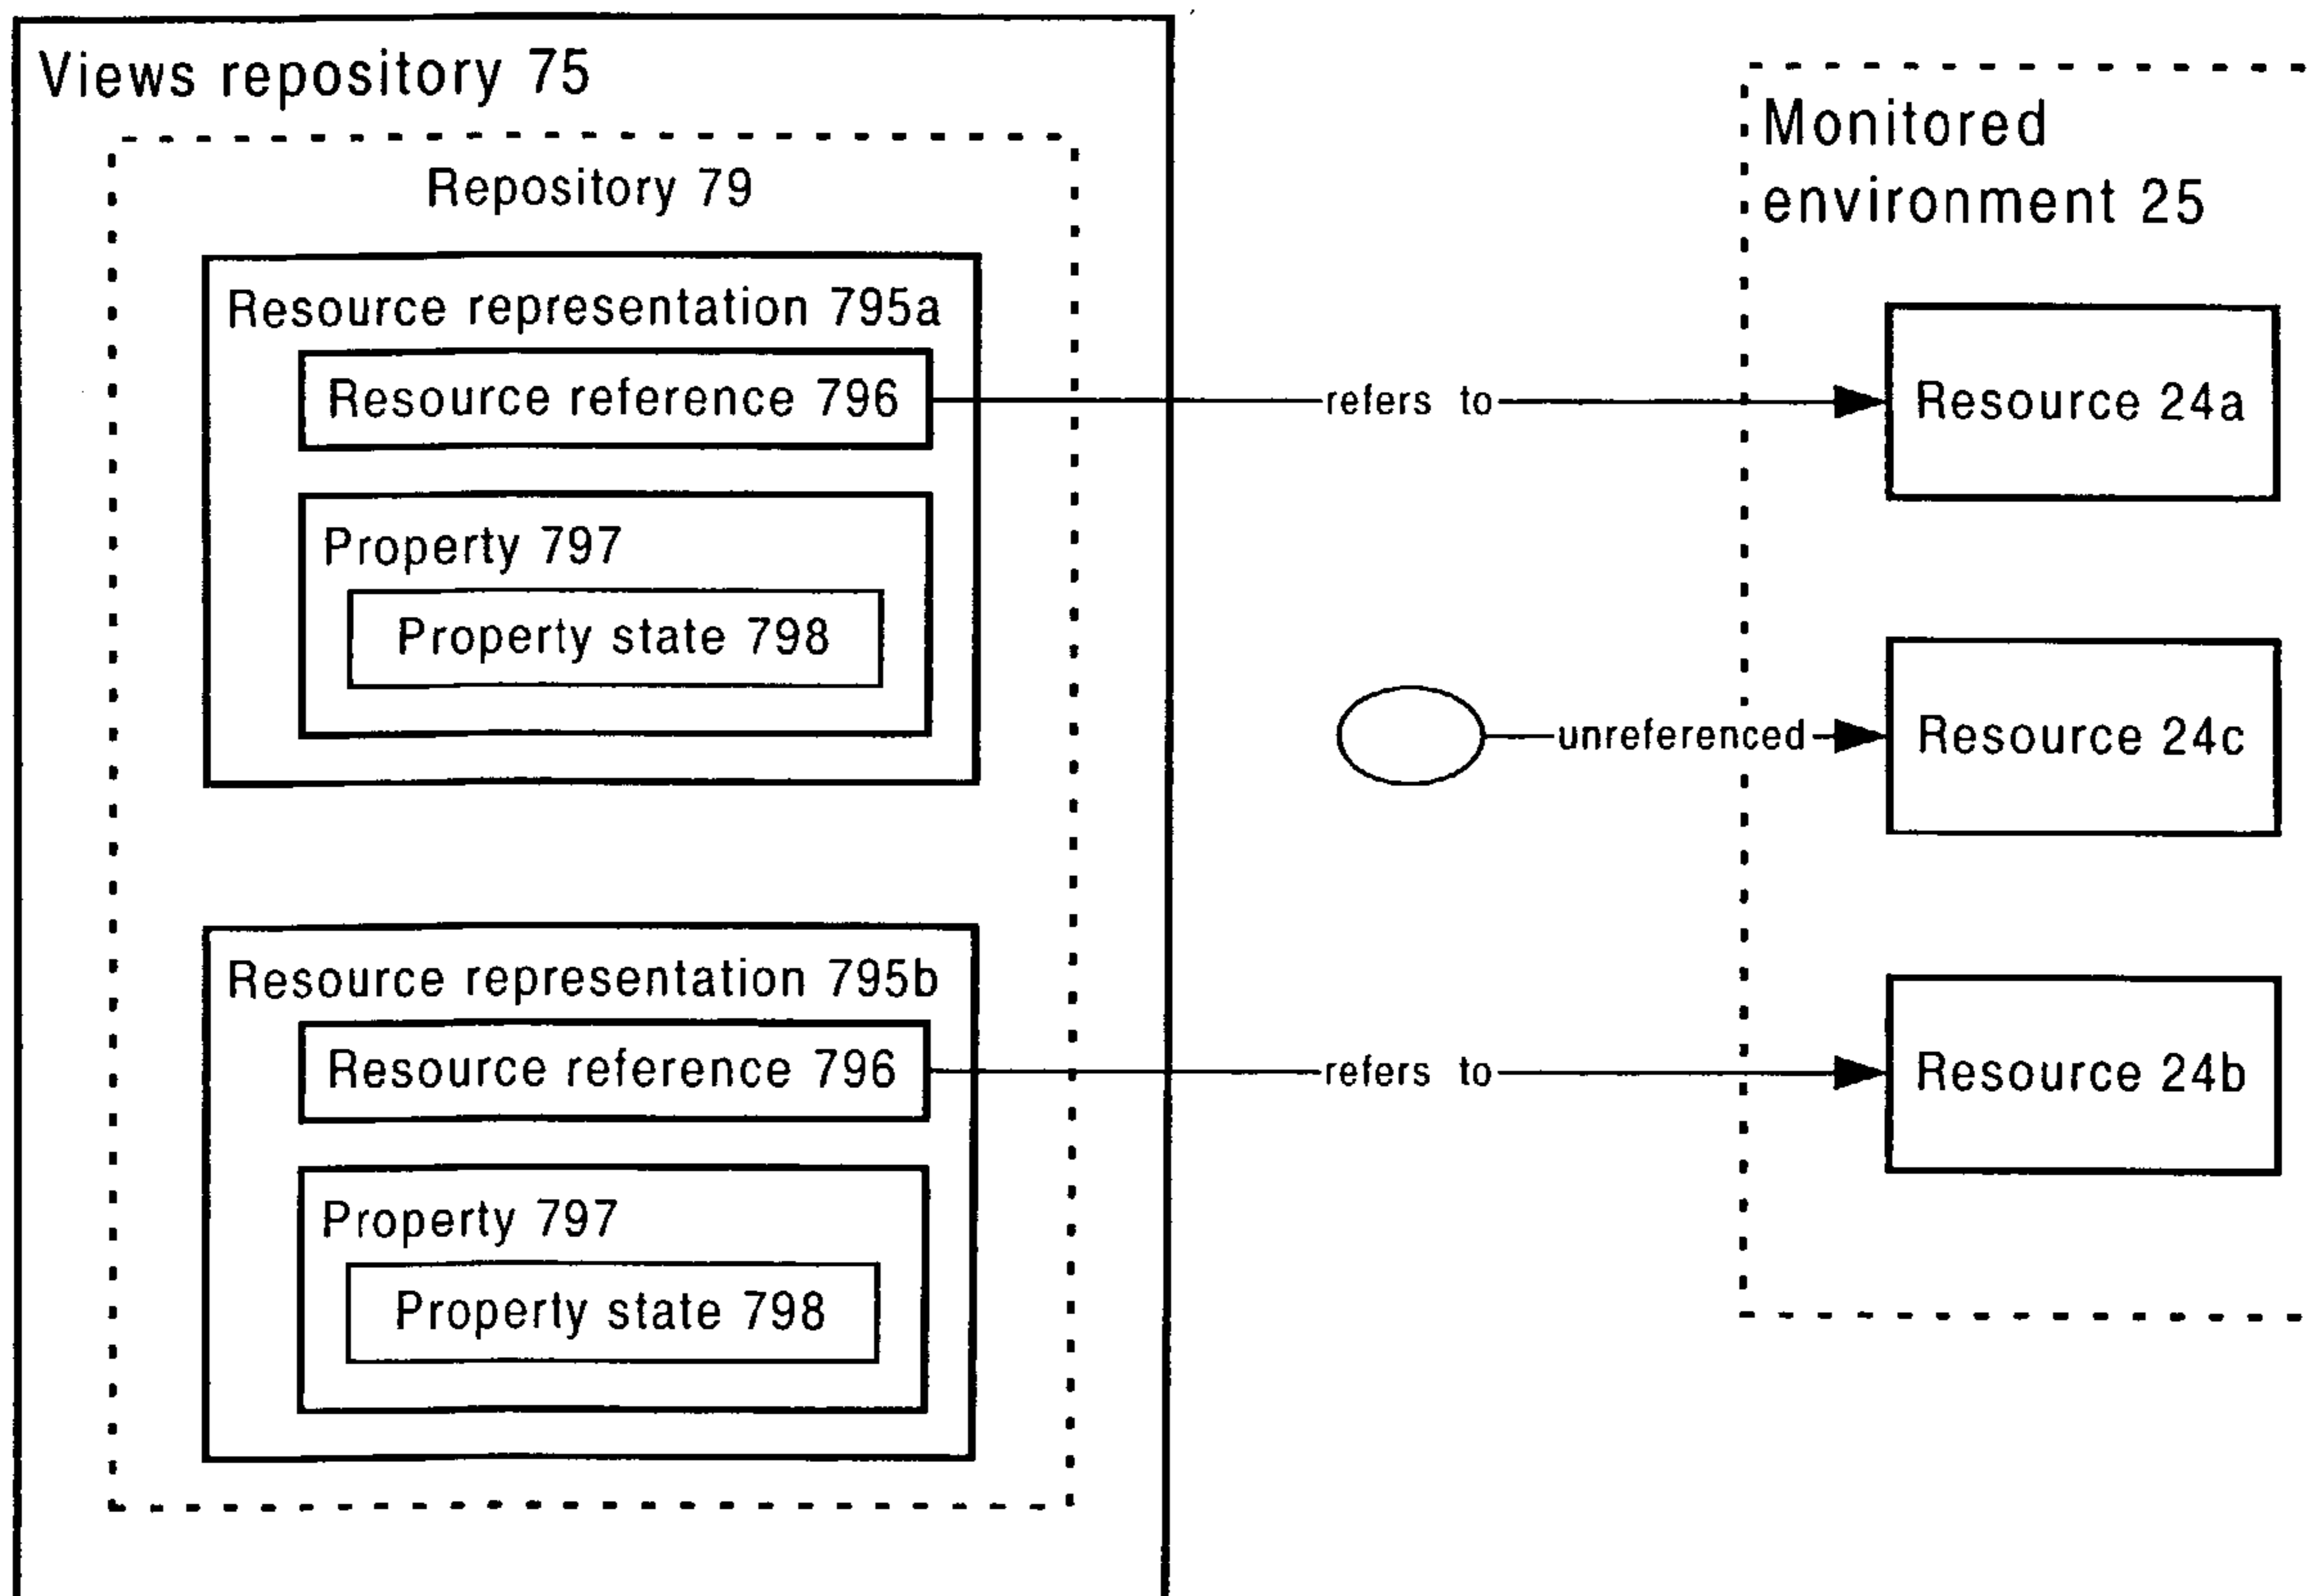 Views repository 75
Repository 79
Resource representation 795a
Resource reference 796
Property 797
Property state 798
Resource representation 795b
Resource reference 796
Property 797
Property state 798
refers to
unreferenced
refers to
Monitored
environment 25
Resource 24a
Resource 24c
Resource 24b